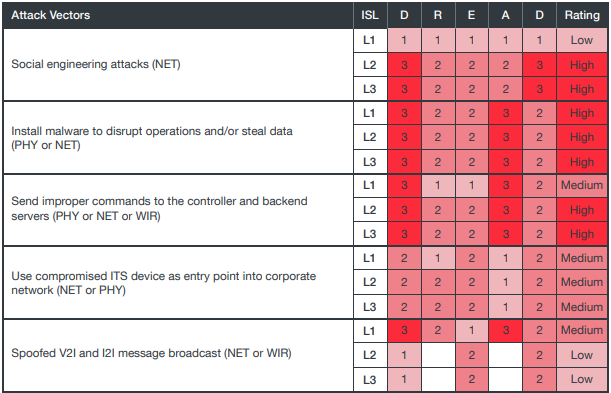 Attack Vectors ISL D R E A D Rating
L1 1 1 1 1 1 Low
Social engineering attacks (NET) L2 3 2 2 2 3 High
L3 3 2 2 2 3 High
L1 3 2 2 3 2 High
Install malware to disrupt operations and/or steal data
(PHY or NET) L2 3 2 2 3 2 High
L3 3 2 2 3 2 High
L1 3 1 1 3 2 Medium
Send improper commands to the controller and backend
servers (PHY or NET or WIR) L2 3 2 2 3 2 High
L3 3 2 2 3 2 High
L1 2 1 2 1 2 Medium
Use compromised ITS device as entry point into corporate
network (NET or PHY) L2 2 2 2 1 2 Medium
L3 2 2 2 1 2 Medium
L1 3 2 1 3 2 Medium
Spoofed V2I and I2I message broadcast (NET or WIR) L2 1 2 2 Low
L3 1 2 2 Low